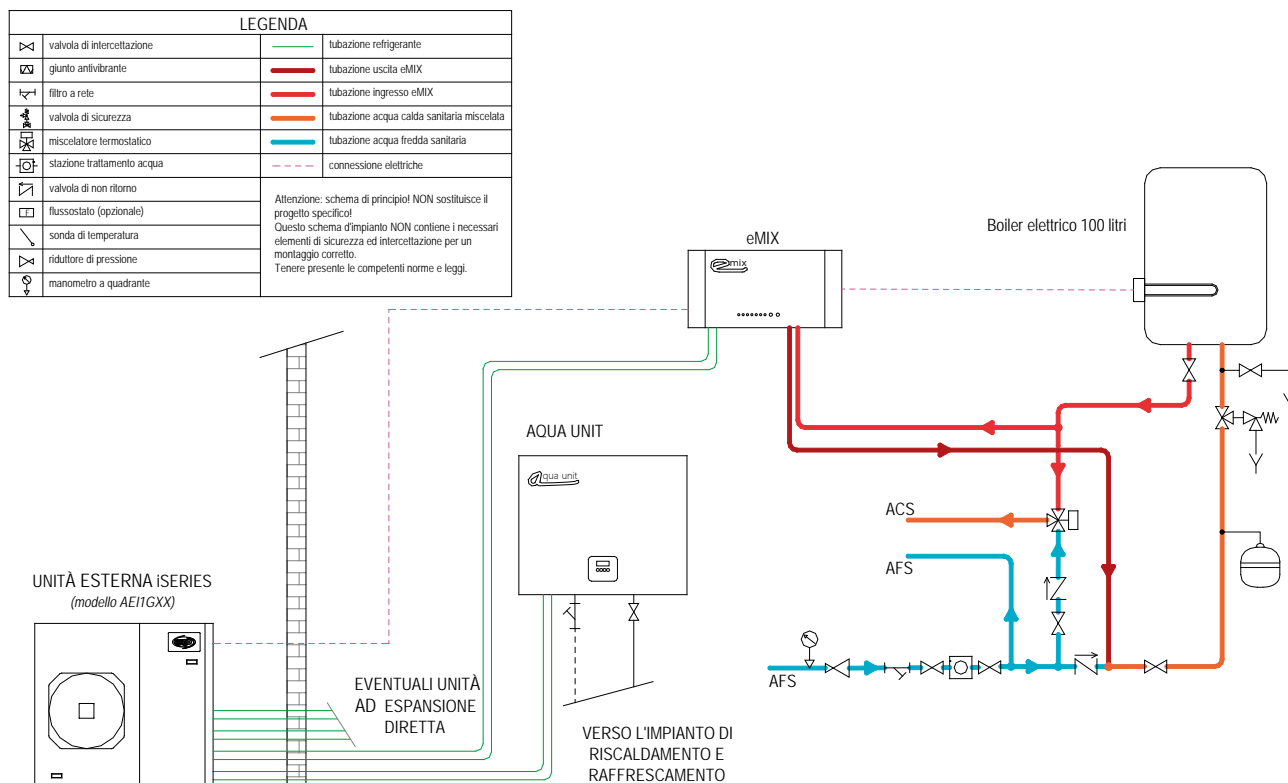 LEGENDA
valvola di intercettazione
tubazione refrigerante
giunto antivibrante
tubazione uscita eMIX
filtro a rete
tubazione ingresso eMIX
valvola di sicurezza
tubazione acqua calda sanitaria miscelata
miscelatore termostatico
tubazione acqua fredda sanitaria
stazione trattamento acqua
connessione elettriche
valvola di non ritorno
F flussostato (opzionale)
sonda di temperatura
riduttore di pressione
manometro a quadrante
Attenzione: schema di principio! NON sostituisce il
progetto specifico!
Questo schema d'impianto NON contiene i necessari
elementi di sicurezza ed intercettazione per un
montaggio corretto.
Tenere presente le competenti norme e leggi.
eMIX
emix
Boiler elettrico 100 litri
AQUA UNIT
aqua unit
ACS
AFS
AFS
UNITÀ ESTERNA iSERIES
(modello AEI1GXX)
EVENTUALI UNITÀ
AD ESPANSIONE
DIRETTA
VERSO L'IMPIANTO DI
RISCALDAMENTO E
RAFFRESCAMENTO